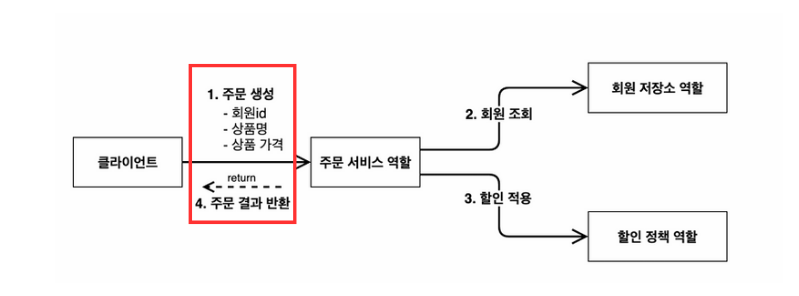 클라이언트
1. 주문 생성
- 회원id
- 상품명
- 상품 가격
return
4. 주문 결과 반환
주문 서비스 역할
2. 회원 조회
회원 저장소 역할
3. 할인 적용
할인 정책 역할